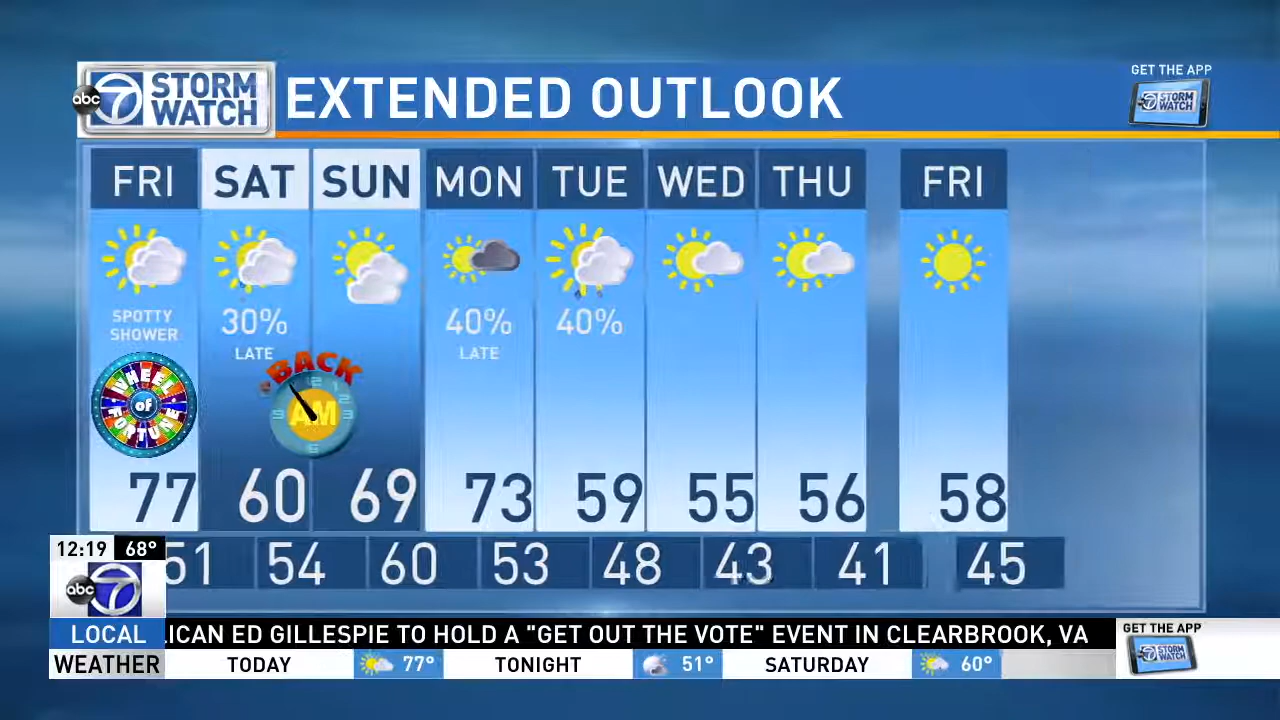 abc 7 STORM WATCH
EXTENDED OUTLOOK
GET THE APP
7 STORM WATCH
FRI SAT SUN MON TUE WED THU FRI
SPOTTY SHOWER
30% LATE
40% LATE
40%
WHEEL OF FORTUNE
BACK
AM
77 60 69 73 59 55 56 58
51 54 60 53 48 43 41 45
12:19 68°
abc 7
LOCAL
WEATHER
ICAN ED GILLESPIE TO HOLD A "GET OUT THE VOTE" EVENT IN CLEARBROOK, VA
TODAY 77° TONIGHT 51° SATURDAY 60°
GET THE APP
7 STORM WATCH